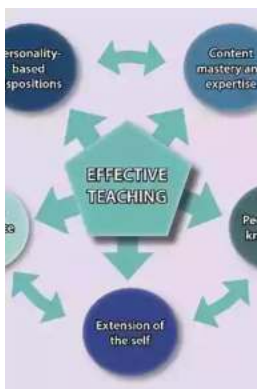 ersonality-
based
spositions
Content
mastery an
expertise
EFFECTIVE
TEACHING
ce
Pe
kn
Extension of
the self